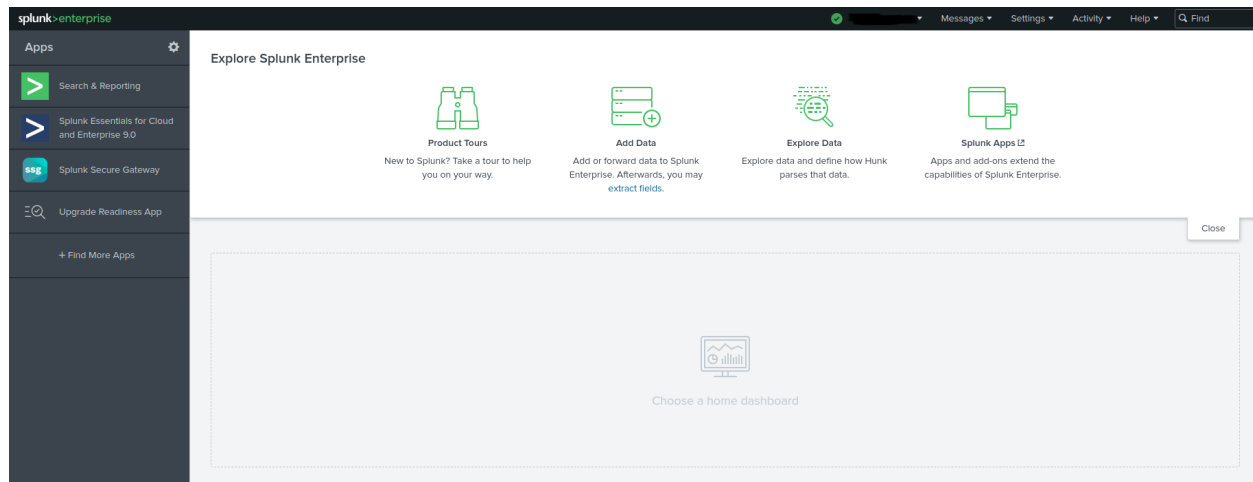 splunk>enterprise
Messages
Settings
Activity
Help
Find
Apps
Search & Reporting
Splunk Essentials for Cloud
and Enterprise 9.0
ssg
Splunk Secure Gateway
Upgrade Readiness App
+ Find More Apps
Explore Splunk Enterprise
Product Tours
New to Splunk? Take a tour to help
you on your way.
Add Data
Add or forward data to Splunk
Enterprise. Afterwards, you may
extract fields.
Explore Data
Explore data and define how Hunk
parses that data.
Splunk Apps
Apps and add-ons extend the
capabilities of Splunk Enterprise.
Close
Choose a home dashboard